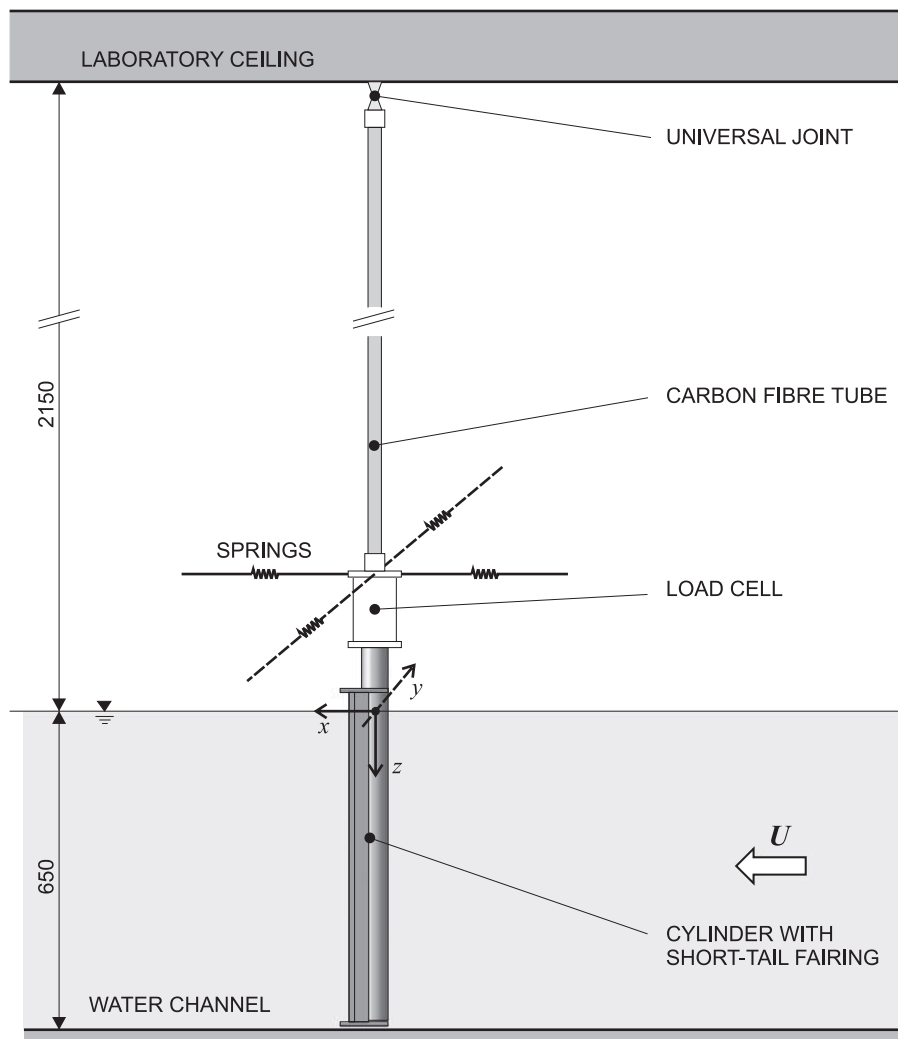 LABORATORY CEILING
UNIVERSAL JOINT
2150
CARBON FIBRE TUBE
SPRINGS
LOAD CELL
y
x
z
U
650
CYLINDER WITH
SHORT-TAIL FAIRING
WATER CHANNEL